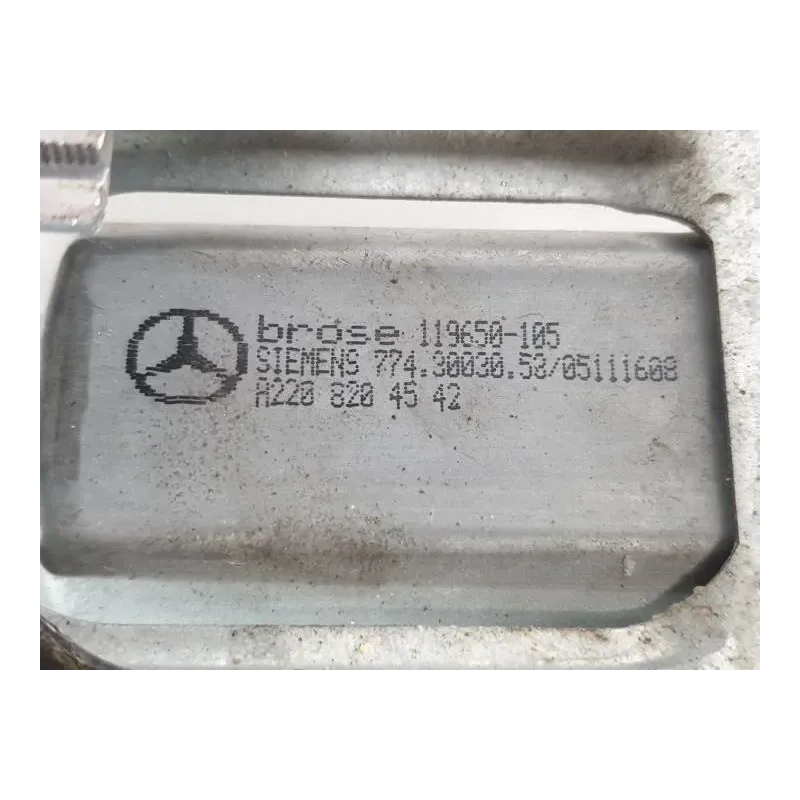 brose 119650-105
SIEMENS 774.30030.50/05111608
A220 820 45 42